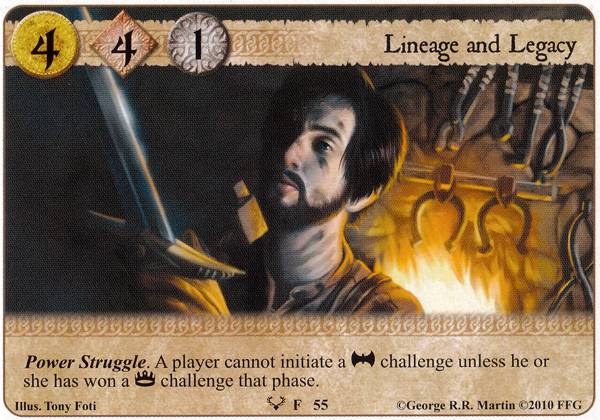 4 4 1 Lineage and Legacy
Power Struggle. A player cannot initiate a challenge unless he or
she has won a challenge that phase.
Illus. Tony Foti F 55 ©George R.R. Martin ©2010 FFG